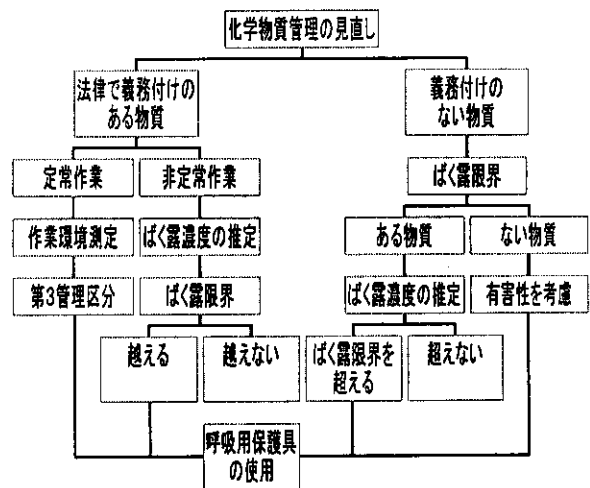 化学物質管理の見直し
法律で義務付けの
ある物質
義務付けの
ない物質
定常作業
非定常作業
ばく露限界
作業環境測定
ばく露濃度の推定
ある物質
ない物質
第3管理区分
ばく露限界
ばく露濃度の推定
有害性を考慮
越える
越えない
ばく露限界を
超える
超えない
呼吸用保護具
の使用